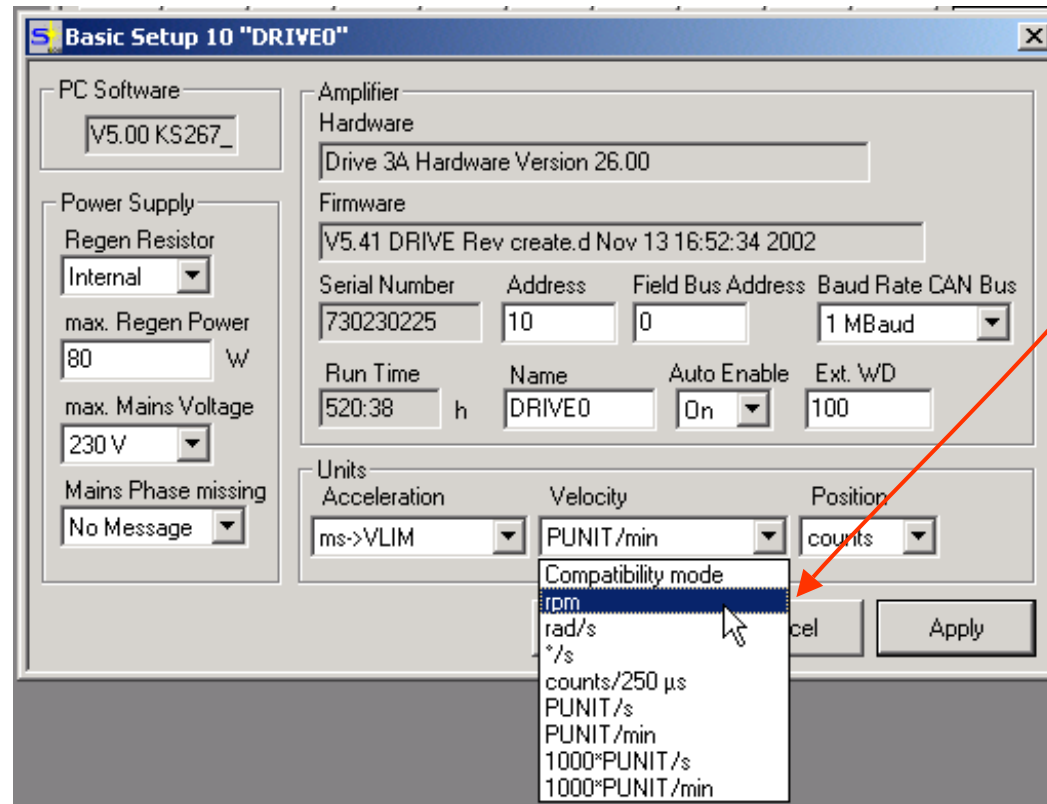 Basic Setup 10 "DRIVE0"
PC Software
V5.00 KS267_
Power Supply
Regen Resistor
Internal
max. Regen Power
80 W
max. Mains Voltage
230 V
Mains Phase missing
No Message
Amplifier
Hardware
Drive 3A Hardware Version 26.00
Firmware
V5.41 DRIVE Rev create.d Nov 13 16:52:34 2002
Serial Number Address Field Bus Address Baud Rate CAN Bus
730230225 10 0 1 MBaud
Run Time Name Auto Enable Ext. WD
520:38 h DRIVE0 On 100
Units
Acceleration Velocity Position
ms->VLIM PUNIT/min counts
Compatibility mode
rpm
rad/s
°/s
counts/250 µs
PUNIT/s
PUNIT/min
1000*PUNIT/s
1000*PUNIT/min
cel Apply